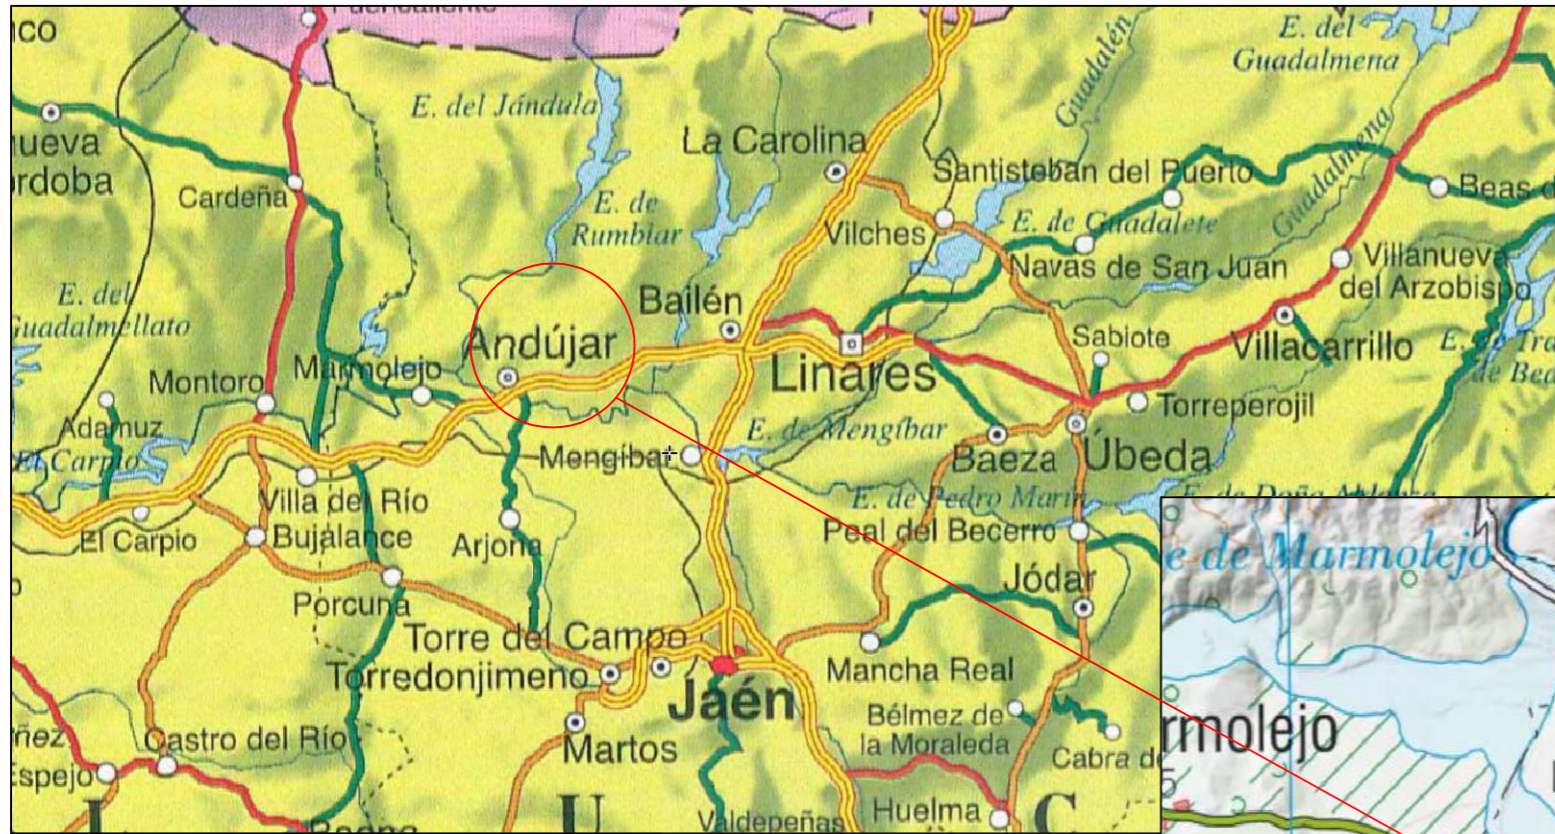 E. del
Guadalmena
Guadalén
E. del Jándula
La Carolina
Santisteban del Puerto
Guadalmena
Cardeña
E. de
Rumblar
Vilches
E. de Guadalete
Navas de San Juan
Villanueva
del Arzobispo
E. del
Guadalmellato
Bailén
Andújar
Sabiote
Villacarrillo
Linares
Marmolejo
Montoro
Torreperojil
Adamuz
E. de Mengíbar
El Carpio
Mengíbar
Baeza
Úbeda
Villa del Río
E. de Pedro Marín
El Carpio
Bujalance
Arjona
Peal del Becerro
e de Marmolejo
Jódar
Porcuna
Torre del Campo
Torredonjimeno
Mancha Real
Jaén
Bélmez de
la Moraleda
rmolejo
Castro del Río
Martos
Cabra de
Espejo
Huelma
Valdepeñas
U
C